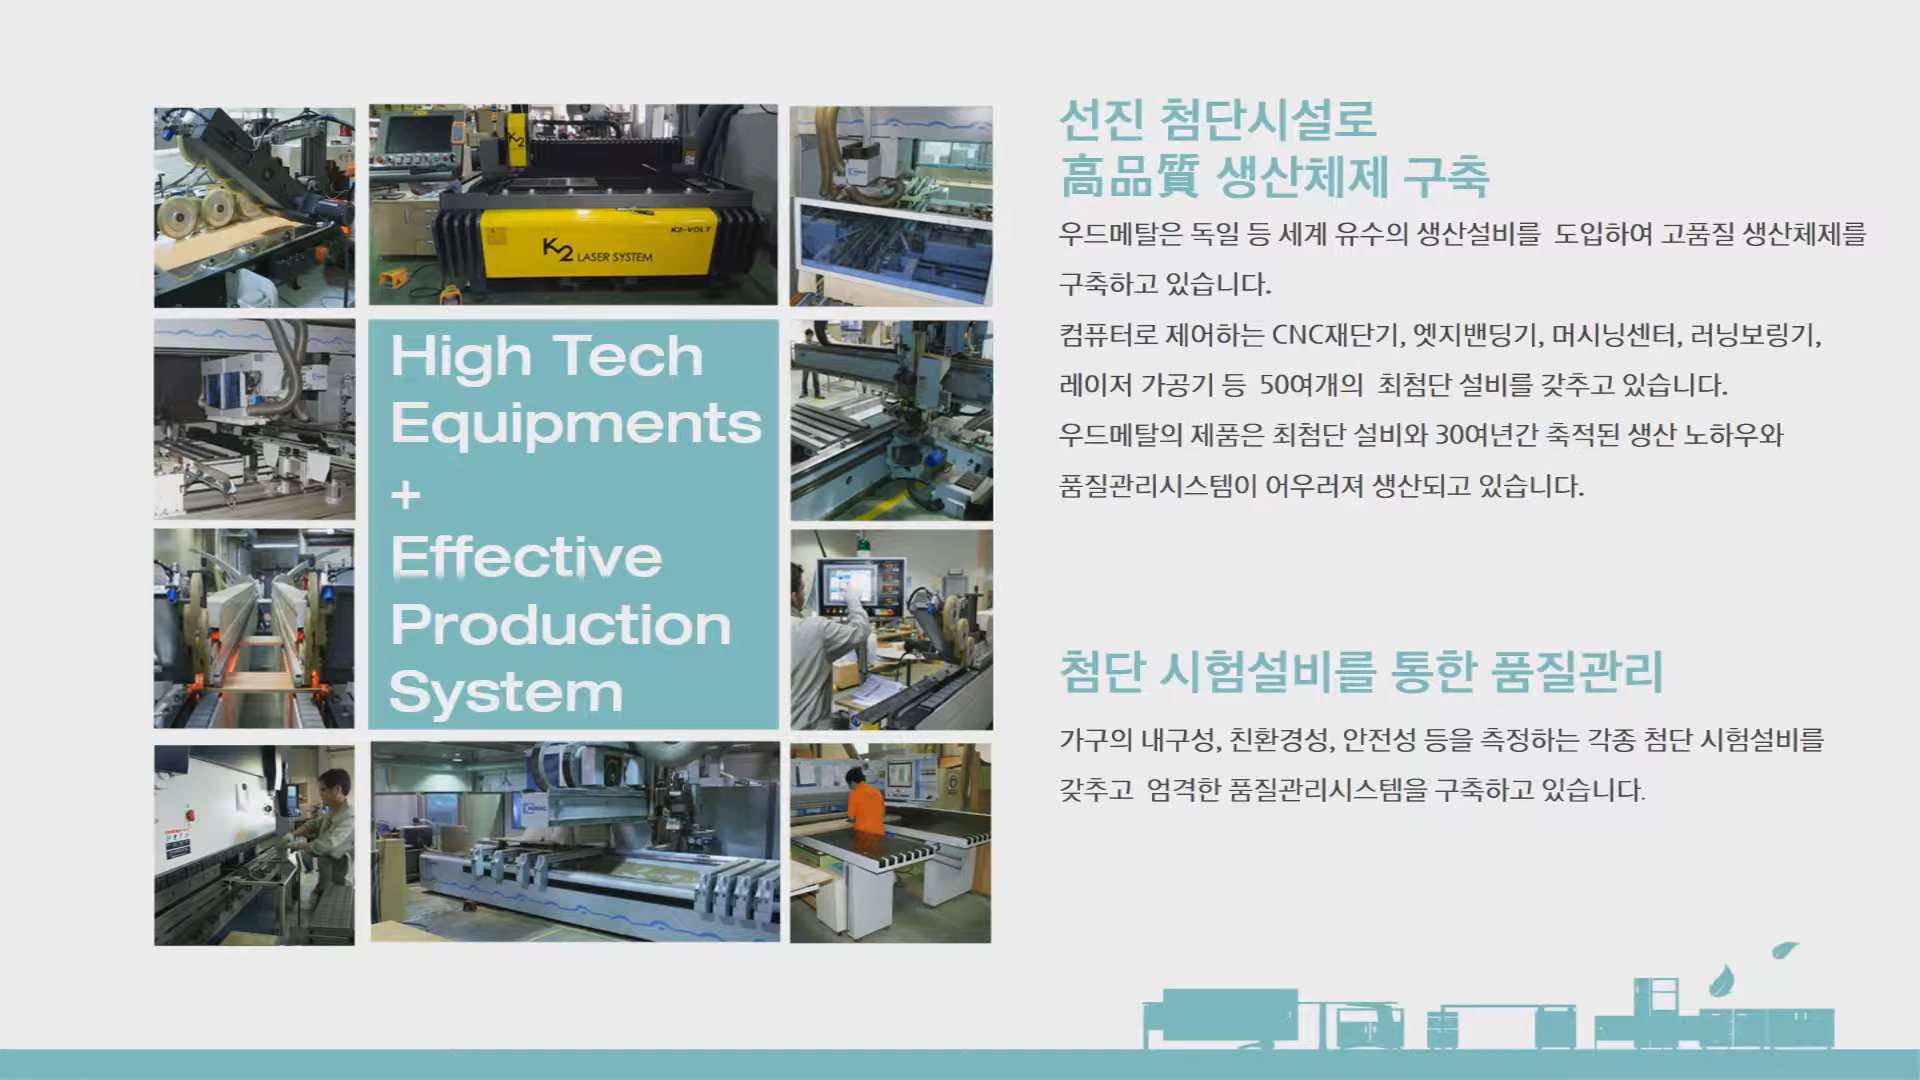 K2
K2-VOLT
K2 LASER SYSTEM
High Tech
Equipments
+
Effective
Production
System
선진 첨단시설로
高品質 생산체제 구축
우드메탈은 독일 등 세계 유수의 생산설비를 도입하여 고품질 생산체제를
구축하고 있습니다.
컴퓨터로 제어하는 CNC재단기, 엣지밴딩기, 머시닝센터, 러닝보링기,
레이저 가공기 등 50여개의 최첨단 설비를 갖추고 있습니다.
우드메탈의 제품은 최첨단 설비와 30여년간 축적된 생산 노하우와
품질관리시스템이 어우러져 생산되고 있습니다.
첨단 시험설비를 통한 품질관리
가구의 내구성, 친환경성, 안전성 등을 측정하는 각종 첨단 시험설비를
갖추고 엄격한 품질관리시스템을 구축하고 있습니다.